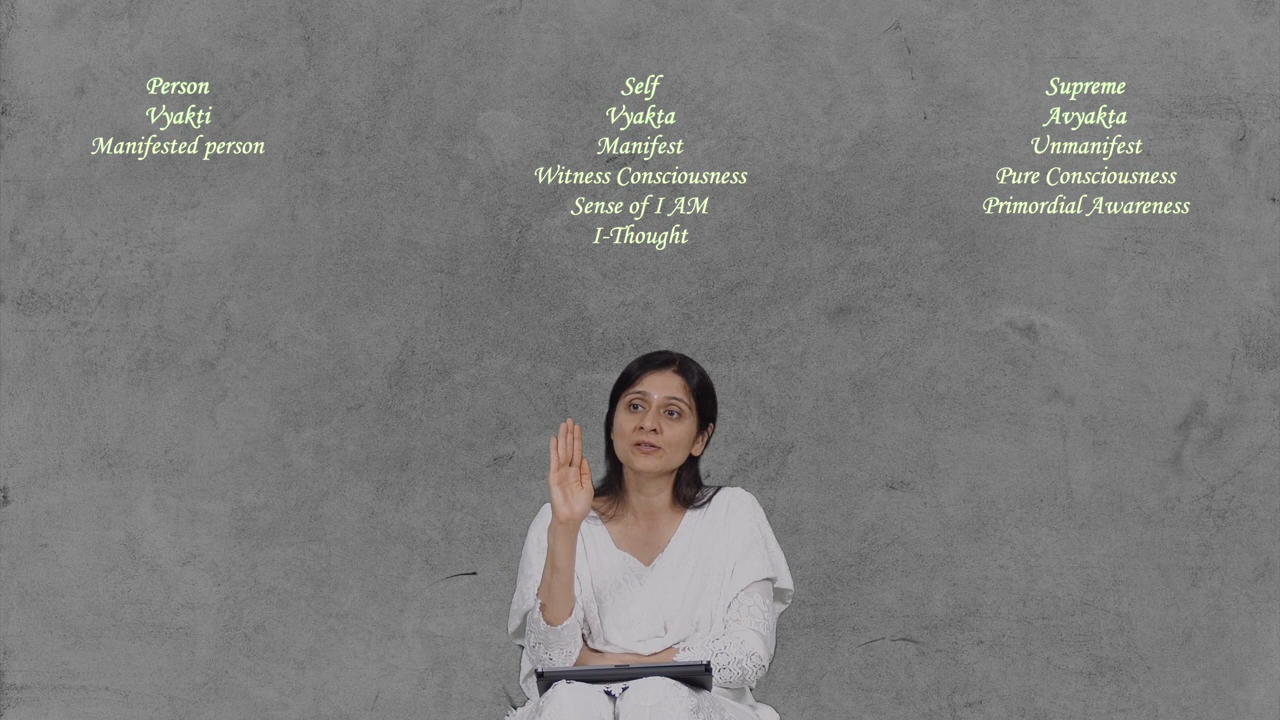 Person
Vyakti
Manifested person
Self
Vyakta
Manifest
Witness Consciousness
Sense of I AM
I-Thought
Supreme
Avyakta
Unmanifest
Pure Consciousness
Primordial Awareness